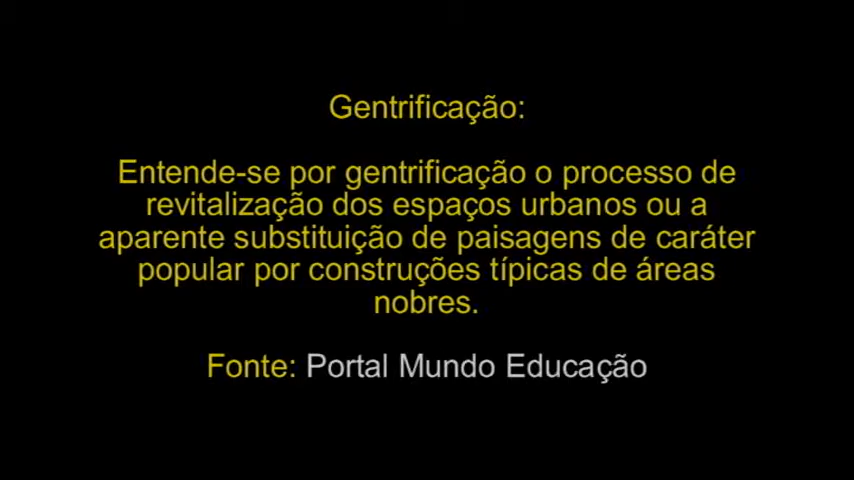 Gentrificação:
Entende-se por gentrificação o processo de
revitalização dos espaços urbanos ou a
aparente substituição de paisagens de caráter
popular por construções típicas de áreas
nobres.
Fonte: Portal Mundo Educação